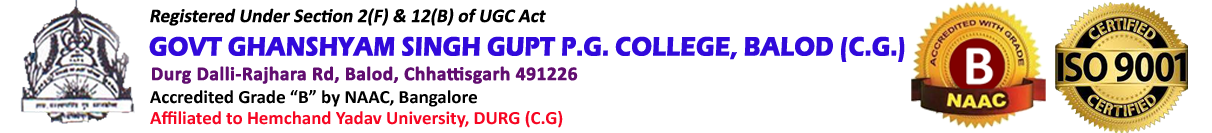 Registered Under Section 2(F) & 12(B) of UGC Act
GOVT GHANSHYAM SINGH GUPT P.G. COLLEGE, BALOD (C.G.)
Durg Dalli-Rajhara Rd, Balod, Chhattisgarh 491226
Accredited Grade “B” by NAAC, Bangalore
Affiliated to Hemchand Yadav University, DURG (C.G)
ACCREDITED WITH GRADE
B
NAAC
CERTIFIED
ISO 9001
CERTIFIED